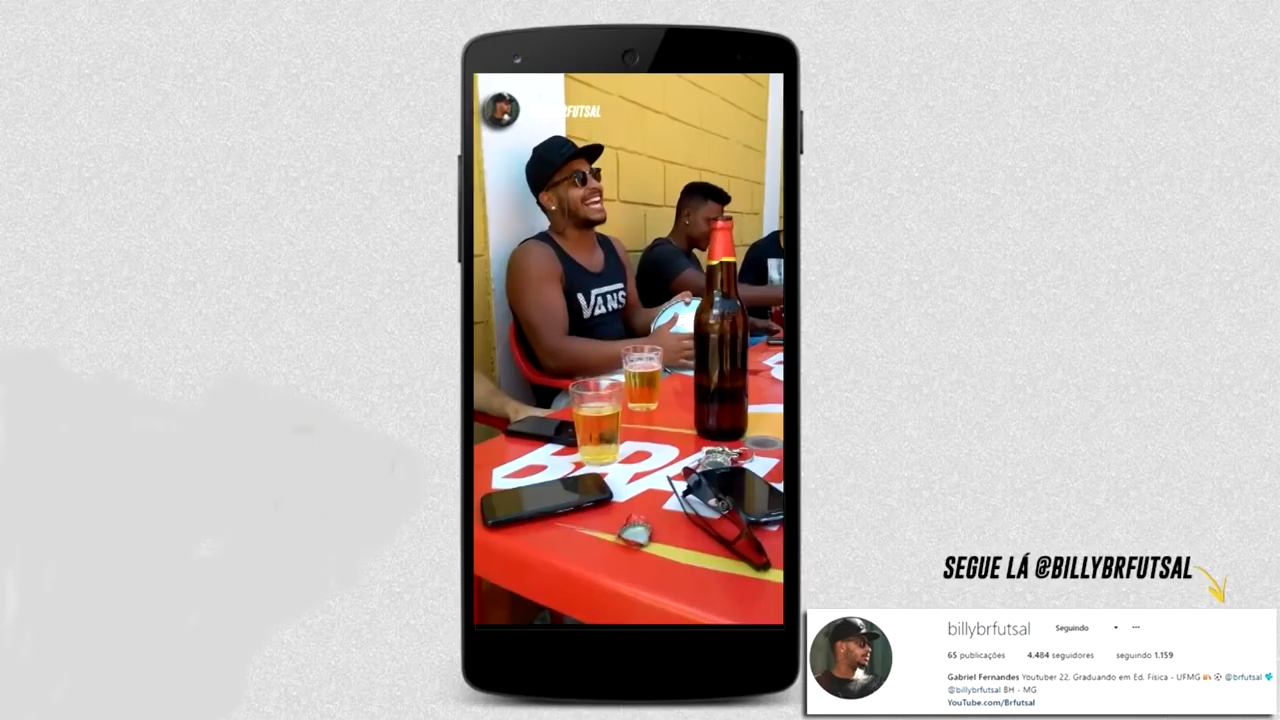 BRFUTSAL
VANS
BRA
SEGUE LÁ @BILLYBRFUTSAL
billybrfutsal Seguindo ...
65 publicações 4.484 seguidores seguindo 1.159
Gabriel Fernandes Youtuber 22. Graduando em Ed. Física - UFMG @brfutsal
@billybrfutsal BH - MG
YouTube.com/Brfutsal